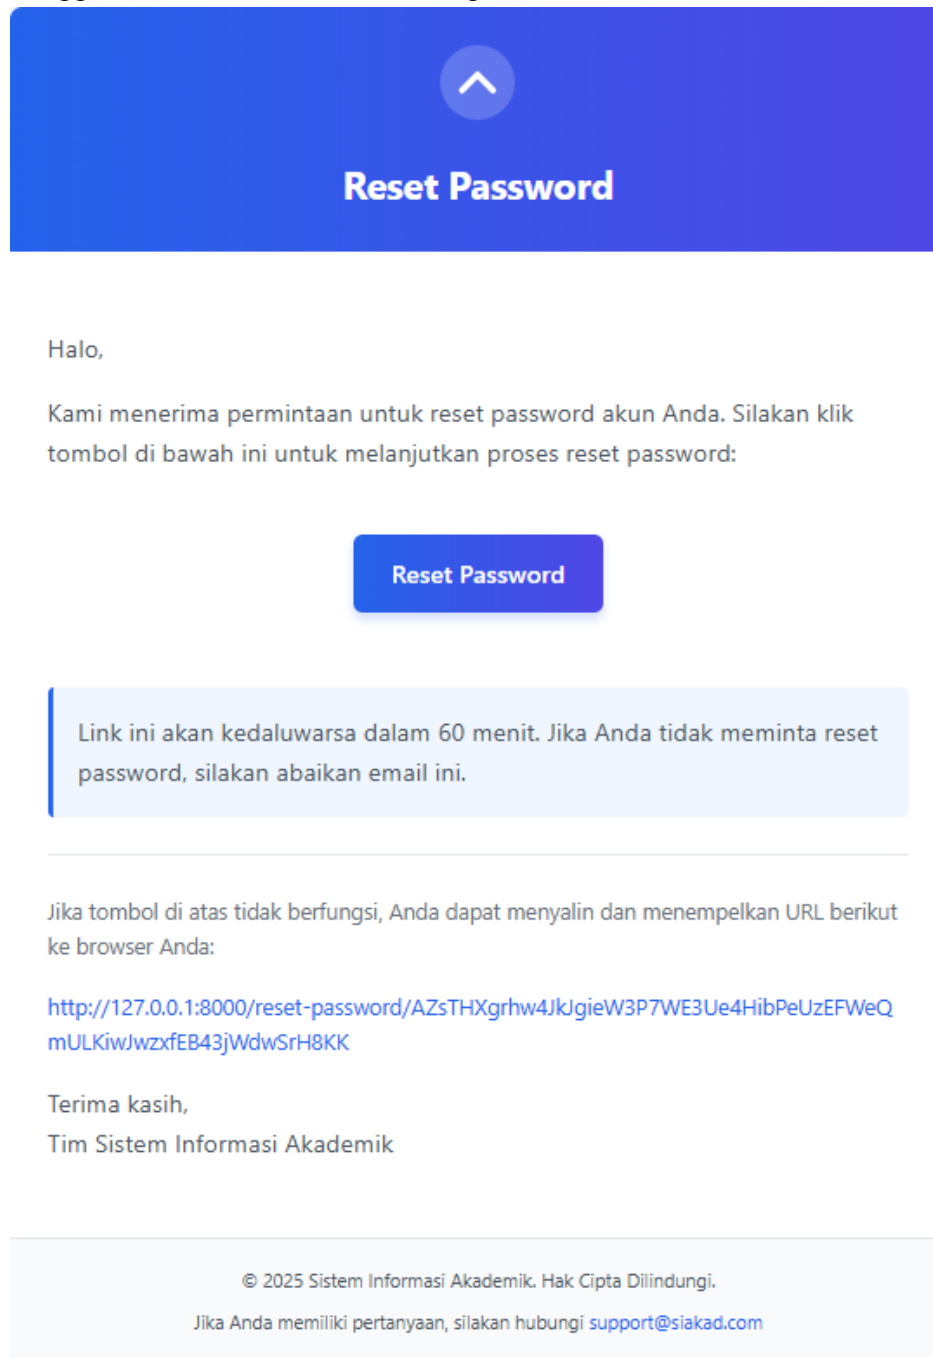 Reset Password
Halo,
Kami menerima permintaan untuk reset password akun Anda. Silakan klik
tombol di bawah ini untuk melanjutkan proses reset password:
Reset Password
Link ini akan kedaluwarsa dalam 60 menit. Jika Anda tidak meminta reset
password, silakan abaikan email ini.
Jika tombol di atas tidak berfungsi, Anda dapat menyalin dan menempelkan URL berikut
ke browser Anda:
http://127.0.0.1:8000/reset-password/AZsTHXgrhw4JkJgieW3P7WE3Ue4HibPeUzEFWeQ
mULKiwJwzxfEB43jWdwSrH8KK
Terima kasih,
Tim Sistem Informasi Akademik
© 2025 Sistem Informasi Akademik. Hak Cipta Dilindungi.
Jika Anda memiliki pertanyaan, silakan hubungi support@siakad.com